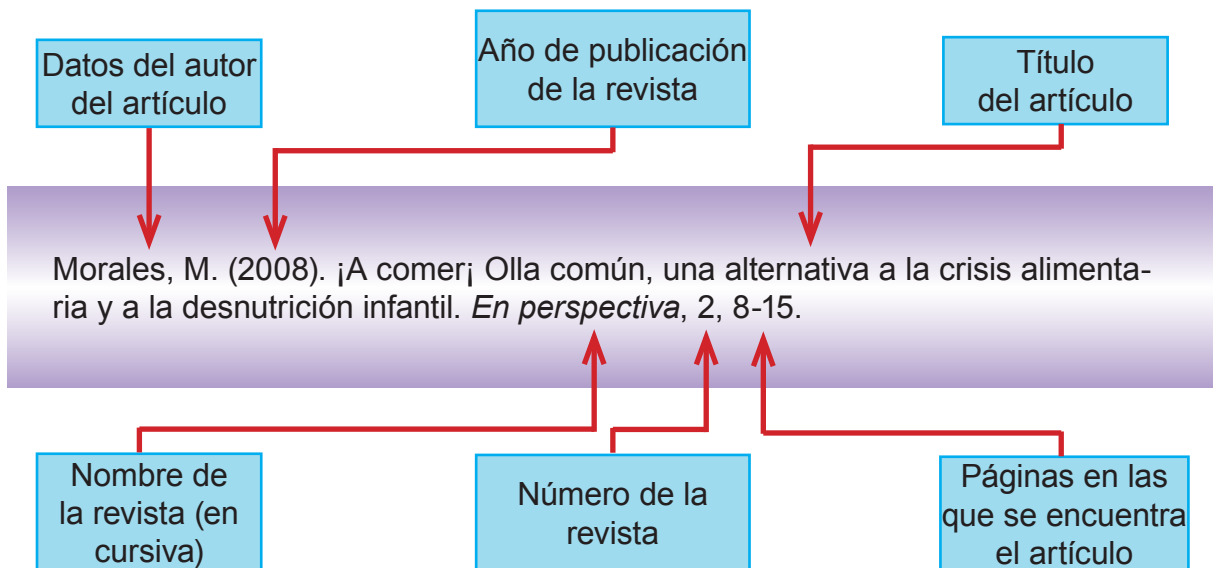 Datos del autor
del artículo
Año de publicación
de la revista
Título
del artículo
Morales, M. (2008). ¡A comer¡ Olla común, una alternativa a la crisis alimenta-
ria y a la desnutrición infantil. En perspectiva, 2, 8-15.
Nombre de
la revista (en
cursiva)
Número de la
revista
Páginas en las
que se encuentra
el artículo